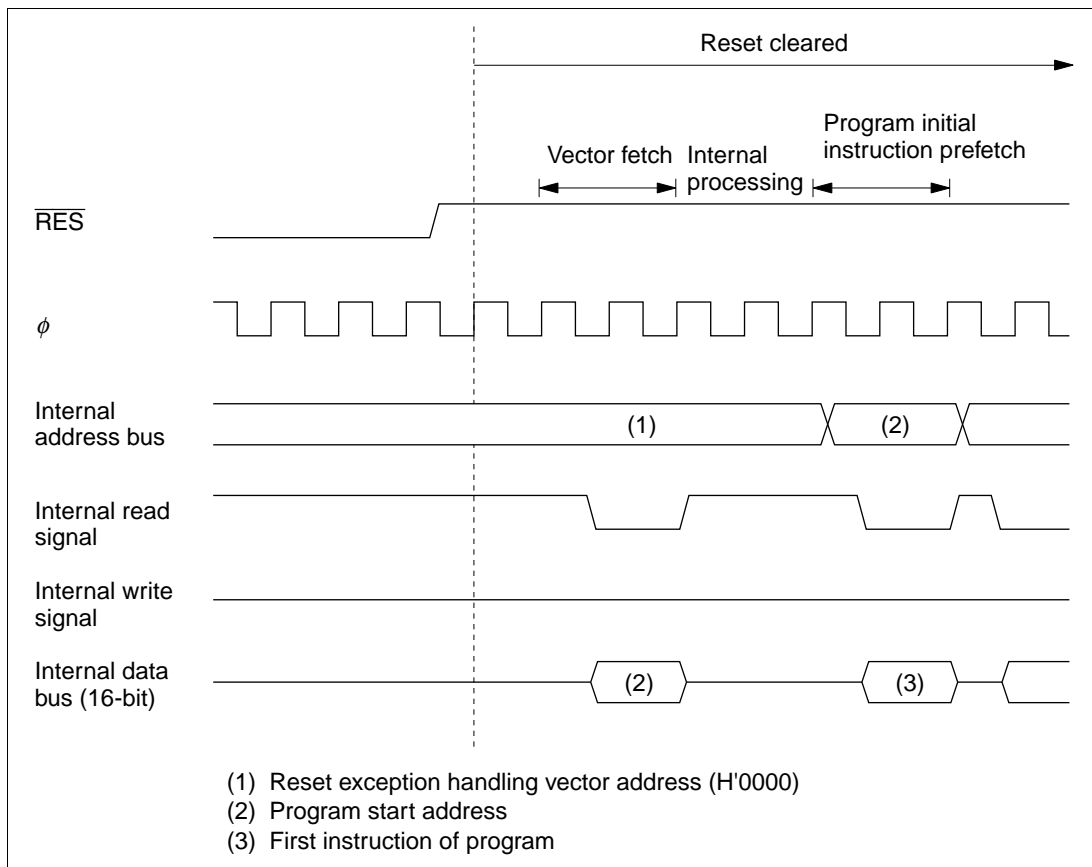 Reset cleared
Vector fetch
Internal
processing
Program initial
instruction prefetch
RES
ϕ
Internal
address bus
(1)
(2)
Internal read
signal
Internal write
signal
Internal data
bus (16-bit)
(2)
(3)
(1) Reset exception handling vector address (H'0000)
(2) Program start address
(3) First instruction of program